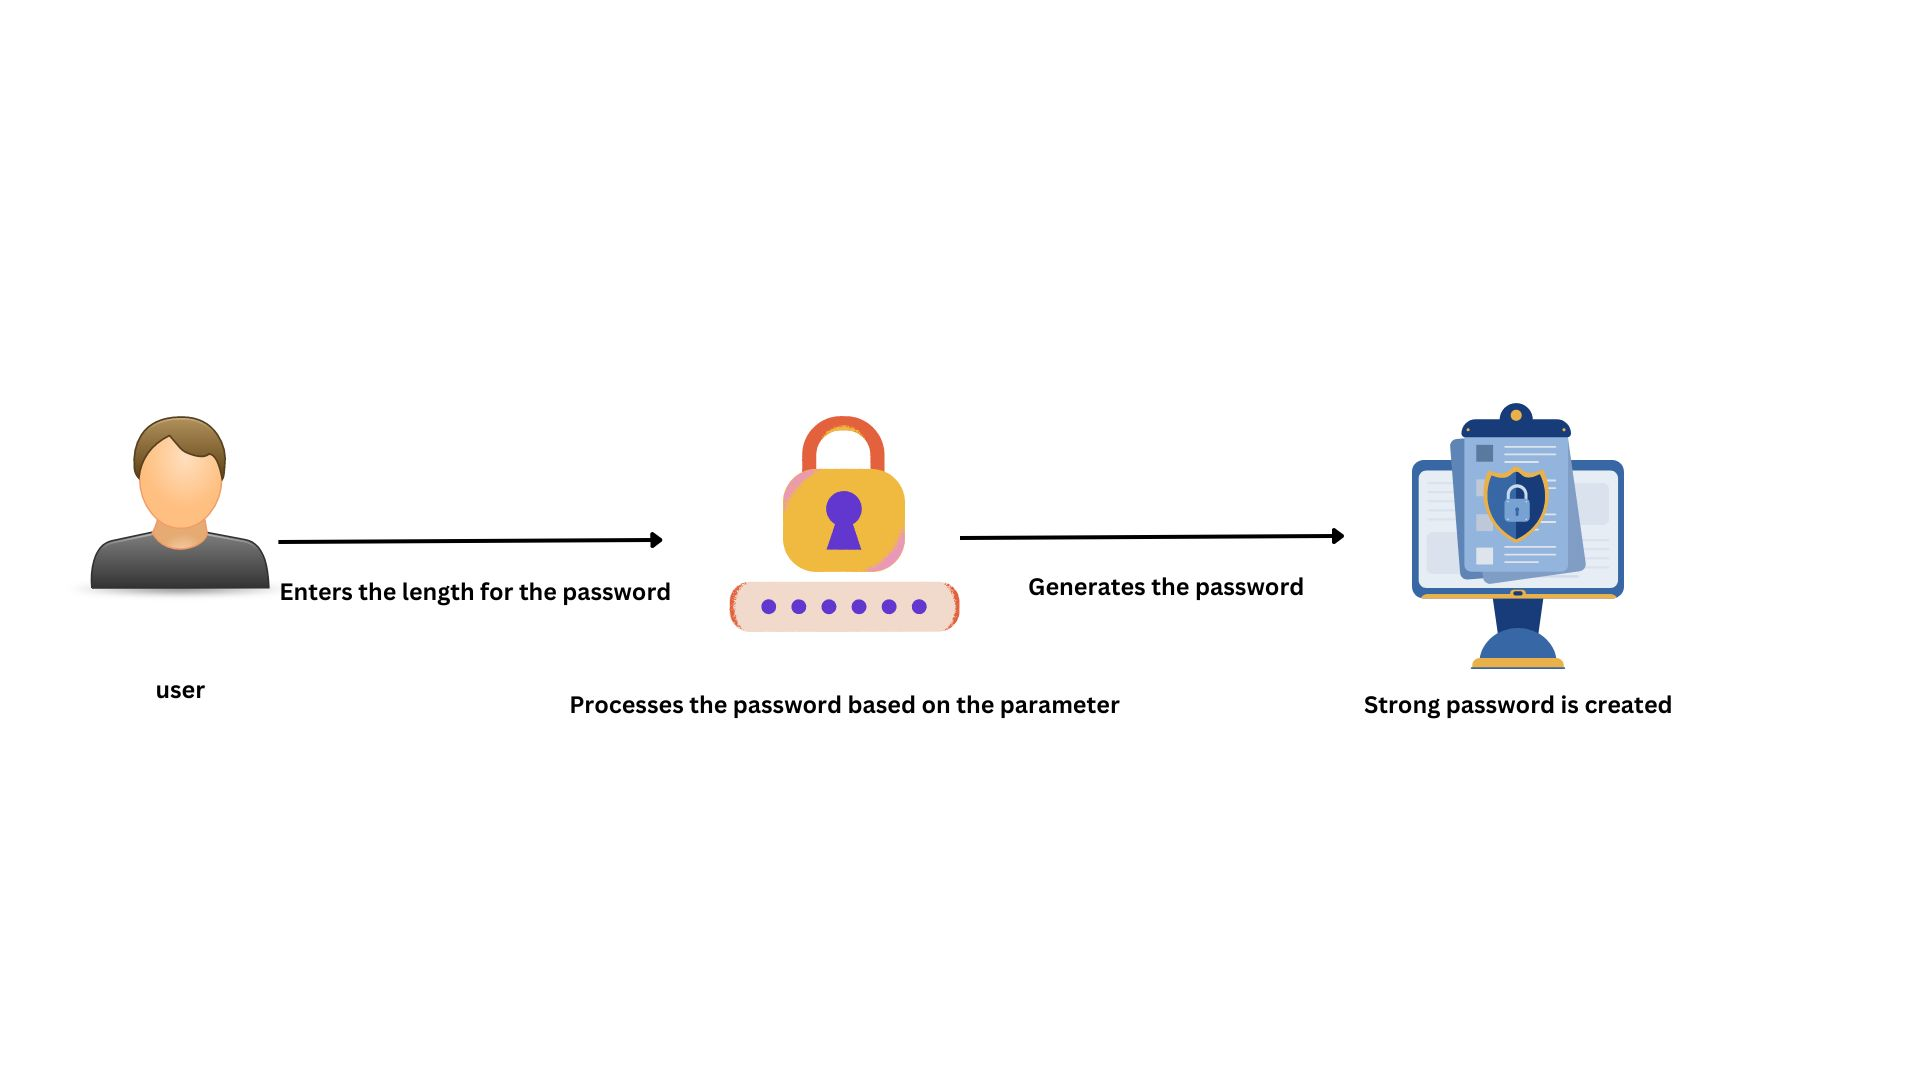 Enters the length for the password
Generates the password
user
Processes the password based on the parameter
Strong password is created